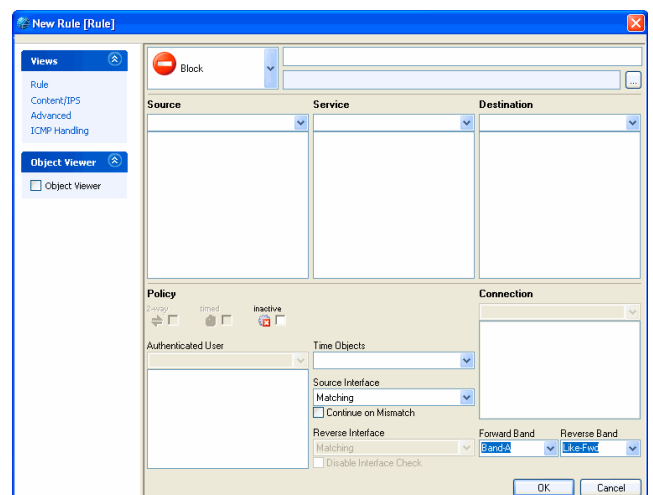 New Rule [Rule]
Views
Rule
Content/IPS
Advanced
ICMP Handling
Object Viewer
Object Viewer
Block
...
Source
Service
Destination
Policy
2-way
timed
inactive
Connection
Authenticated User
Time Objects
Source Interface
Matching
Continue on Mismatch
Reverse Interface
Matching
Disable Interface Check
Forward Band
Reverse Band
Band-A
Like-Fwd
OK
Cancel